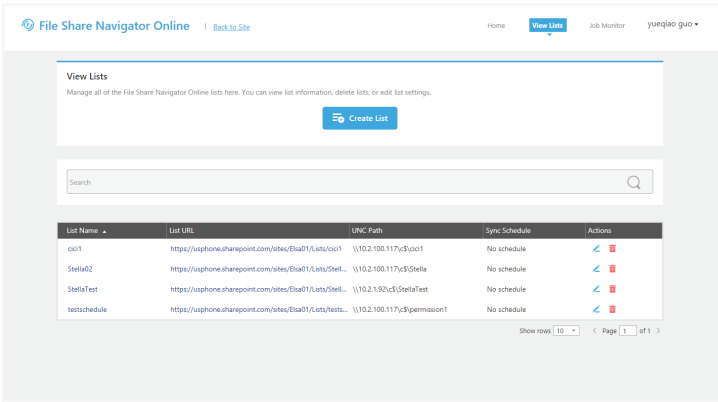 File Share Navigator Online | Back to Site Home View Lists Job Monitor yueqiao guo
View Lists
Manage all of the File Share Navigator Online lists here. You can view list information, delete lists, or edit list settings.
Create List
Search
List Name List URL UNC Path Sync Schedule Actions
cici1 https://usphone.sharepoint.com/sites/Elsa01/Lists/cici1 \\10.2.100.117\c$\cici1 No schedule
Stella02 https://usphone.sharepoint.com/sites/Elsa01/Lists/Stell... \\10.2.100.117\c$\Stella No schedule
StellaTest https://usphone.sharepoint.com/sites/Elsa01/Lists/Stell... \\10.2.1.92\c$\StellaTest No schedule
testschedule https://usphone.sharepoint.com/sites/Elsa01/Lists/tests... \\10.2.100.117\c$\permission1 No schedule
Show rows 10 Page 1 of 1